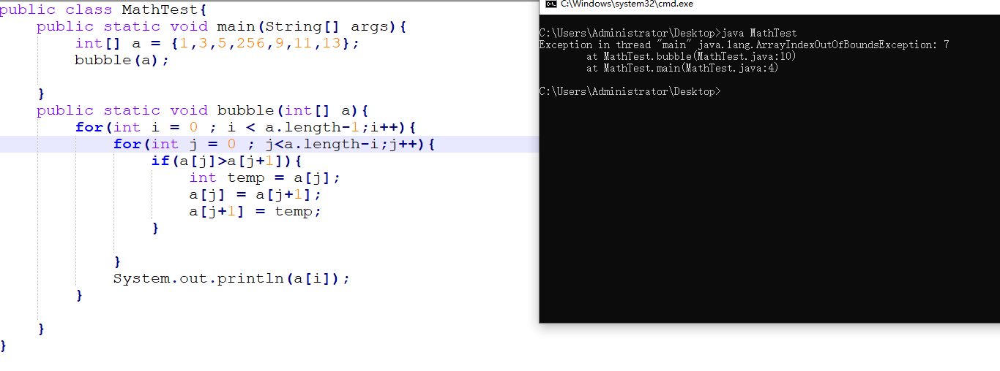 public class MathTest{
    public static void main(String[] args){
        int[] a = {1,3,5,256,9,11,13};
        bubble(a);
    }
    public static void bubble(int[] a){
        for(int i = 0 ; i < a.length-1;i++){
            for(int j = 0 ; j<a.length-i;j++){
                if(a[j]>a[j+1]){
                    int temp = a[j];
                    a[j] = a[j+1];
                    a[j+1] = temp;
                }
            }
            System.out.println(a[i]);
        }
    }
}
C:\Windows\system32\cmd.exe
C:\Users\Administrator\Desktop>java MathTest
Exception in thread "main" java.lang.ArrayIndexOutOfBoundsException: 7
        at MathTest.bubble(MathTest.java:10)
        at MathTest.main(MathTest.java:4)
C:\Users\Administrator\Desktop>